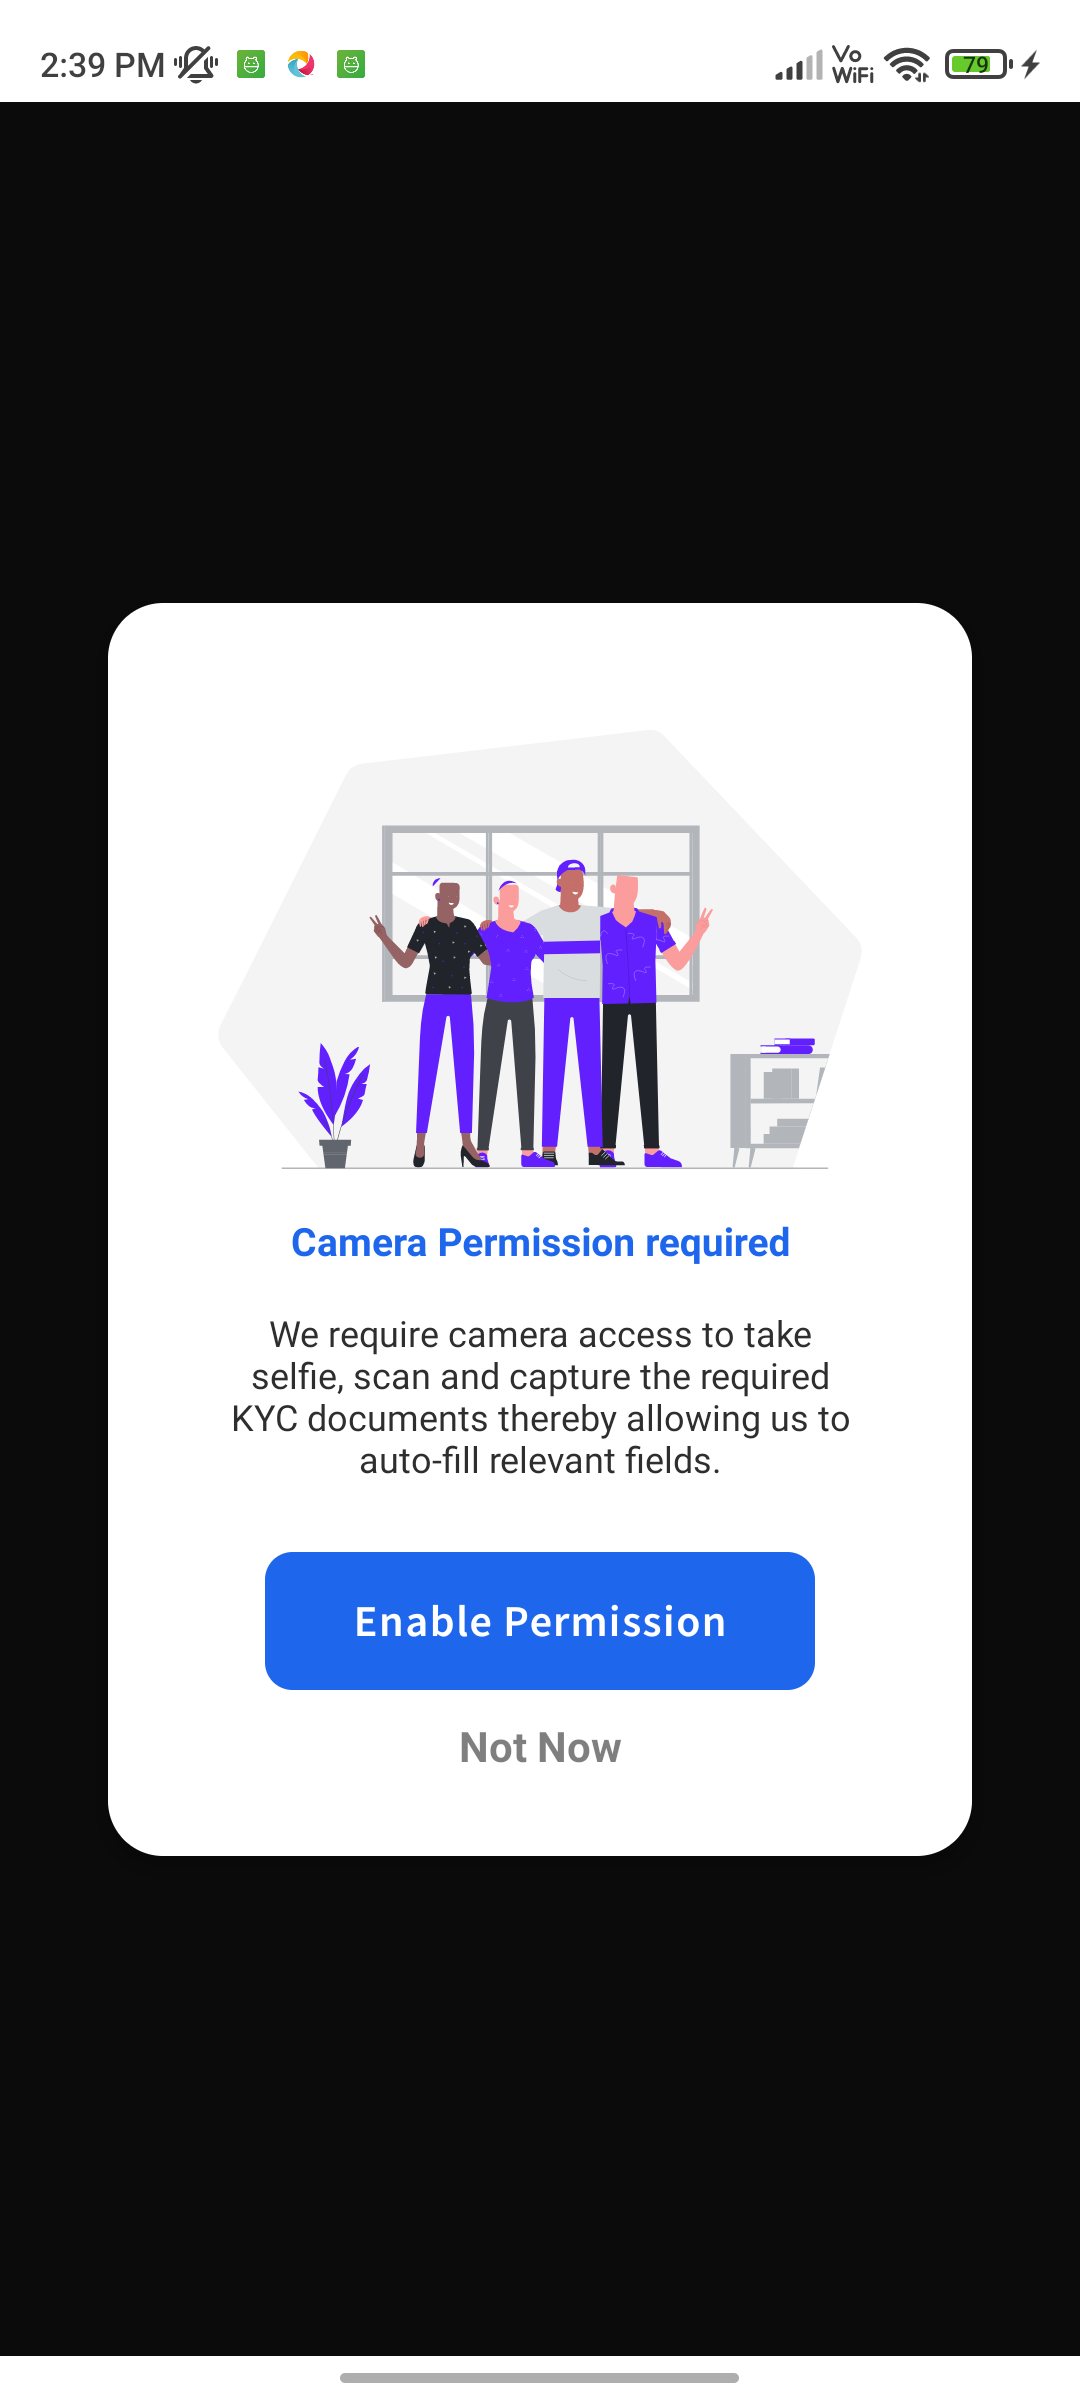 2:39 PM
Vo
WiFi
79
Camera Permission required
We require camera access to take
selfie, scan and capture the required
KYC documents thereby allowing us to
auto-fill relevant fields.
Enable Permission
Not Now